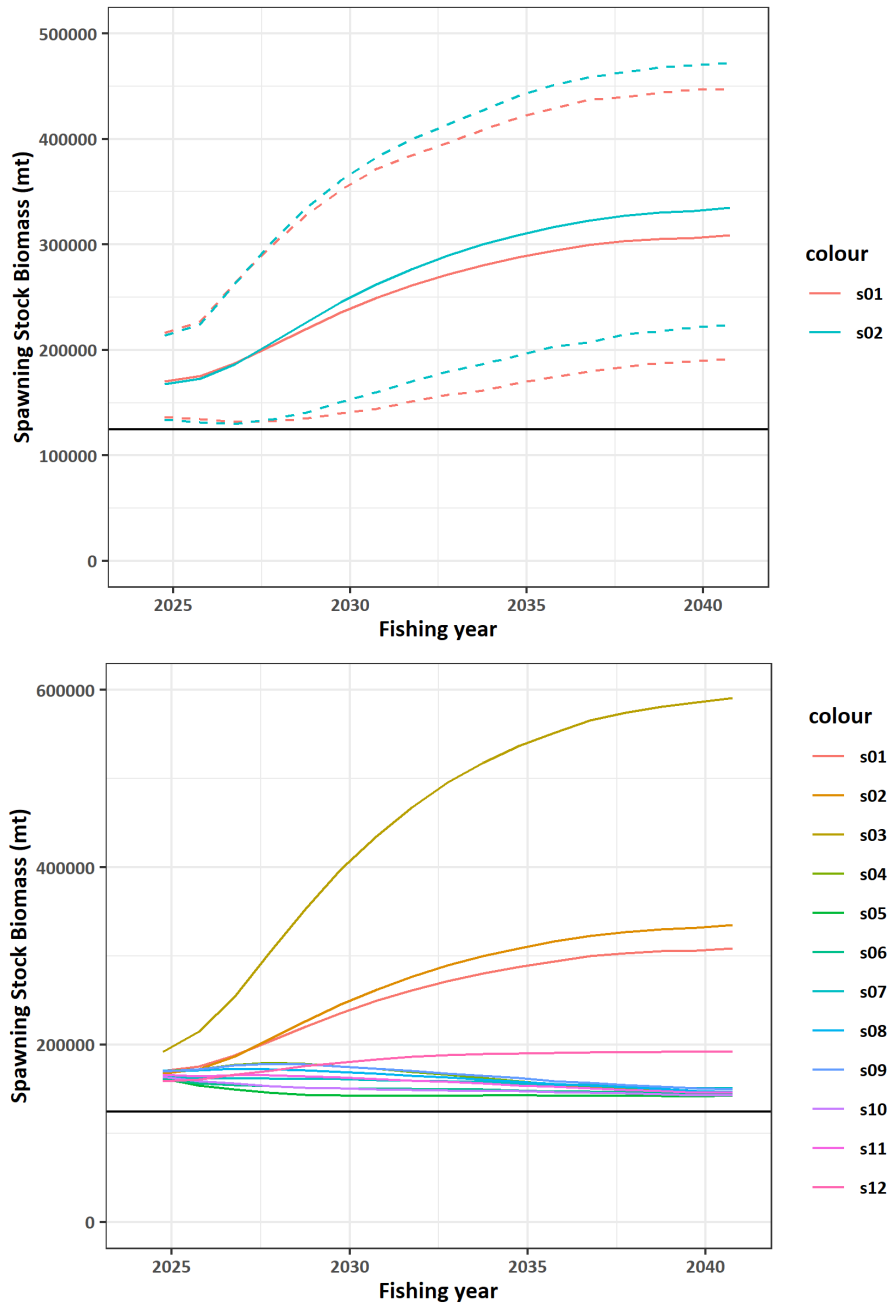 500000
400000
300000
200000
100000
0
Spawning Stock Biomass (mt)
2025
2030
2035
2040
Fishing year
colour
s01
s02
600000
400000
200000
0
Spawning Stock Biomass (mt)
2025
2030
2035
2040
Fishing year
colour
s01
s02
s03
s04
s05
s06
s07
s08
s09
s10
s11
s12